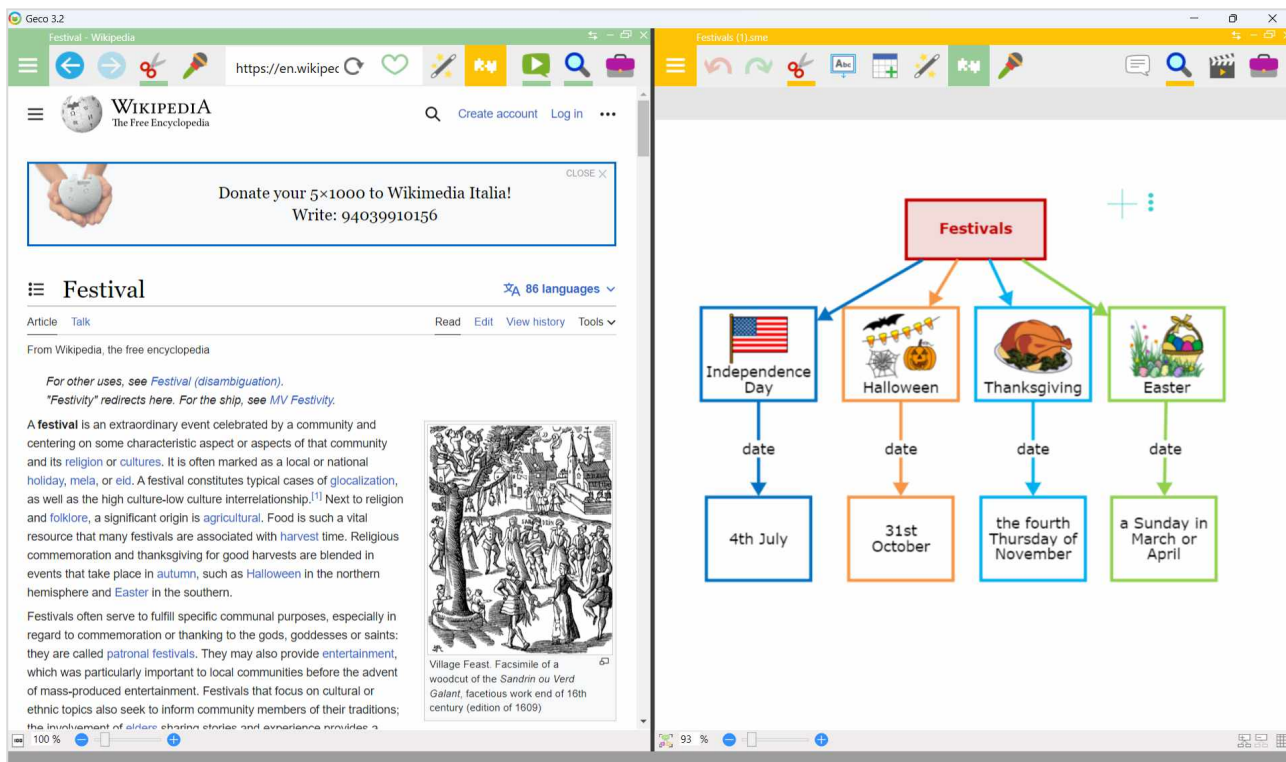 Geco 3.2
Festival - Wikipedia
https://en.wikipec
WIKIPEDIA
The Free Encyclopedia
Create account Log in
CLOSE
Donate your 5×1000 to Wikimedia Italia!
Write: 94039910156
Festival
86 languages
Article Talk Read Edit View history Tools
From Wikipedia, the free encyclopedia
For other uses, see Festival (disambiguation).
"Festivity" redirects here. For the ship, see MV Festivity.
A festival is an extraordinary event celebrated by a community and
centering on some characteristic aspect or aspects of that community
and its religion or cultures. It is often marked as a local or national
holiday, mela, or eid. A festival constitutes typical cases of glocalization,
as well as the high culture-low culture interrelationship.[1] Next to religion
and folklore, a significant origin is agricultural. Food is such a vital
resource that many festivals are associated with harvest time. Religious
commemoration and thanksgiving for good harvests are blended in
events that take place in autumn, such as Halloween in the northern
hemisphere and Easter in the southern.
Festivals often serve to fulfill specific communal purposes, especially in
regard to commemoration or thanking to the gods, goddesses or saints:
they are called patronal festivals. They may also provide entertainment,
which was particularly important to local communities before the advent
of mass-produced entertainment. Festivals that focus on cultural or
ethnic topics also seek to inform community members of their traditions;
the involvement of elders sharing stories and experience provides a
Village Feast. Facsimile of a
woodcut of the Sandrin ou Verd
Galant, facetious work end of 16th
century (edition of 1609)
100 %
Festivals (1).sme
Abc
Festivals
Independence
Day
Halloween
Thanksgiving
Easter
date
date
date
date
4th July
31st
October
the fourth
Thursday of
November
a Sunday in
March or
April
93 %